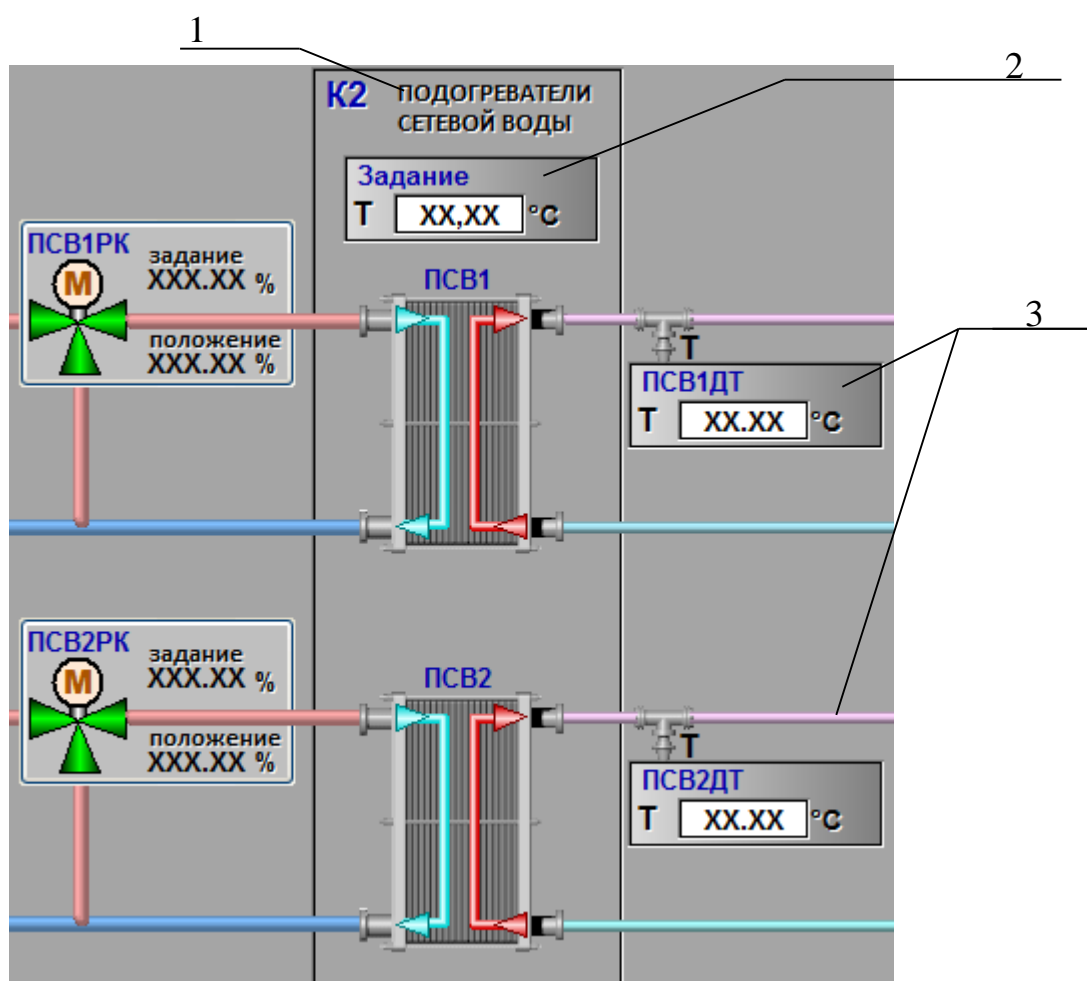 1
2
К2 ПОДОГРЕВАТЕЛИ
СЕТЕВОЙ ВОДЫ
Задание
Т XX,XX °C
ПСВ1РК
задание
XXX.XX %
М
положение
XXX.XX %
ПСВ1
3
Т
ПСВ1ДТ
Т XX.XX °C
ПСВ2РК
задание
XXX.XX %
М
положение
XXX.XX %
ПСВ2
Т
ПСВ2ДТ
Т XX.XX °C